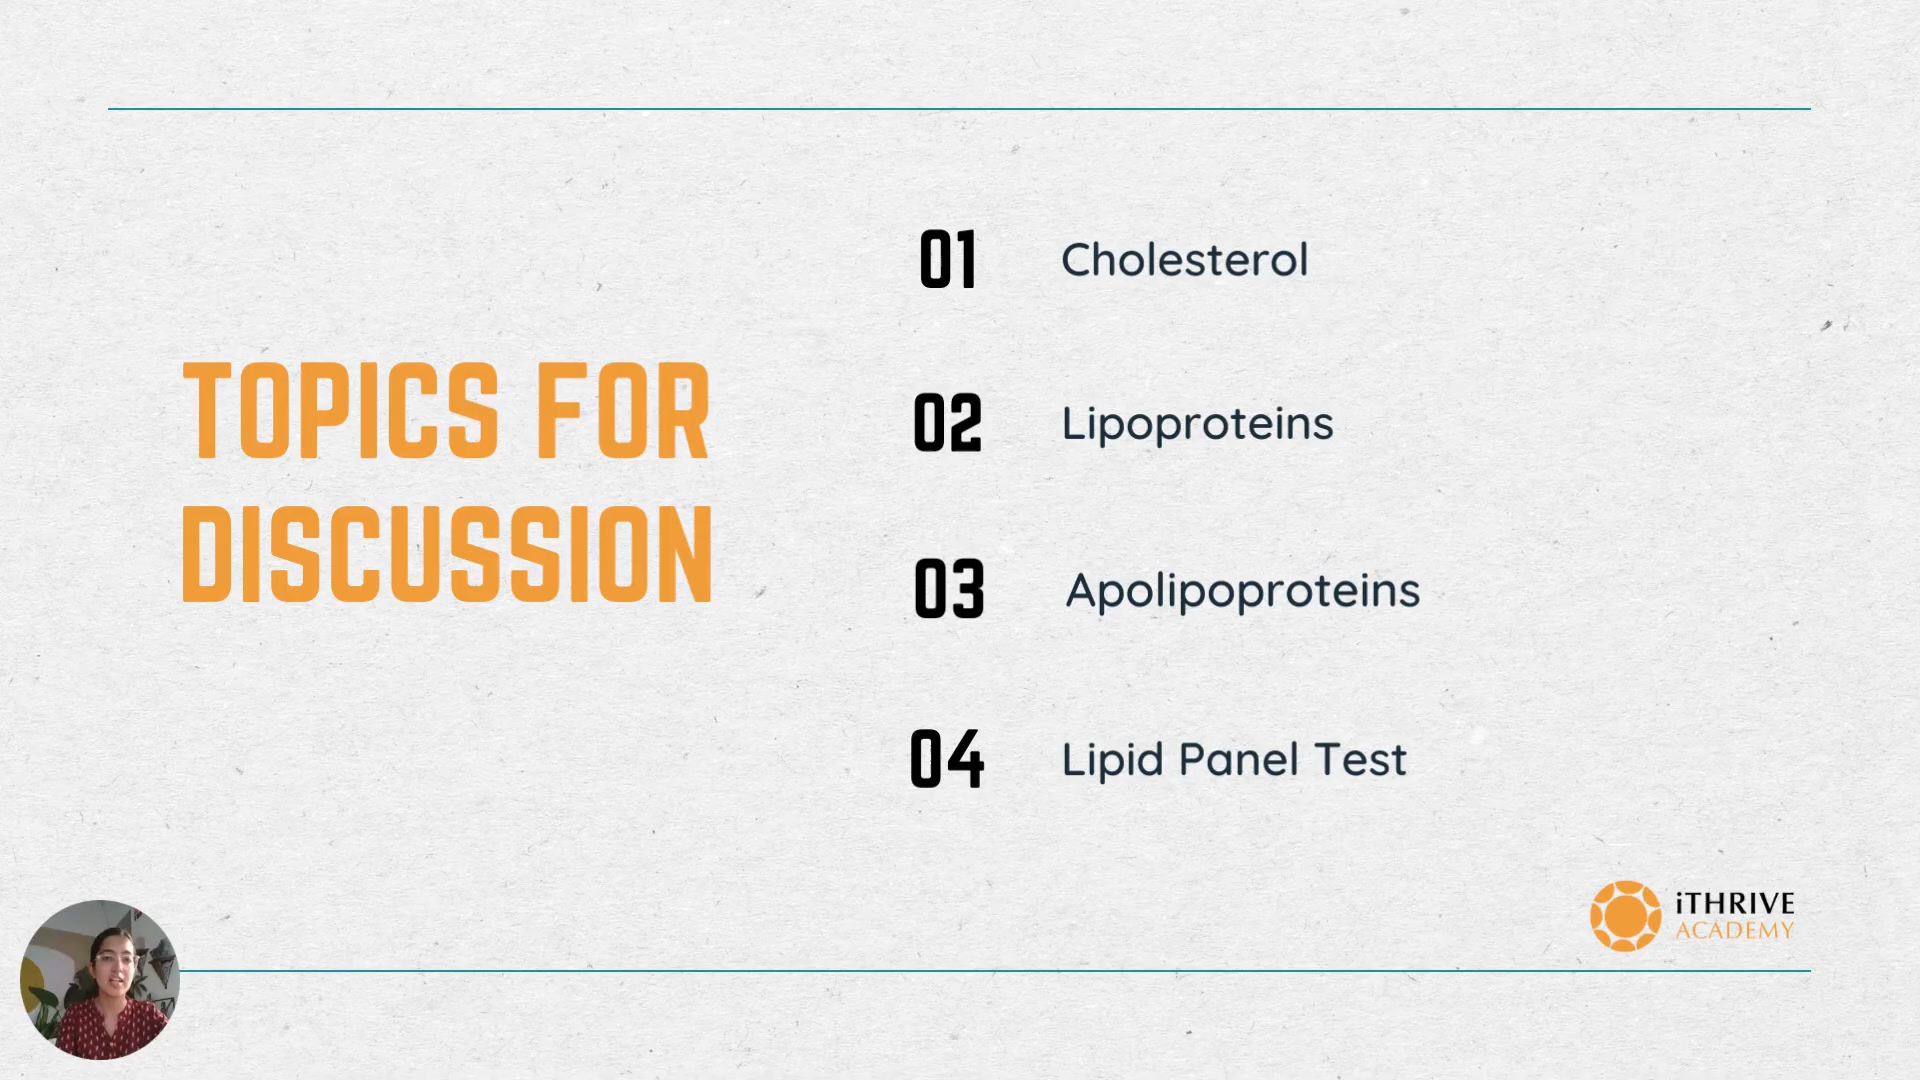 TOPICS FOR
DISCUSSION
01 Cholesterol
02 Lipoproteins
03 Apolipoproteins
04 Lipid Panel Test
iTHRIVE
ACADEMY